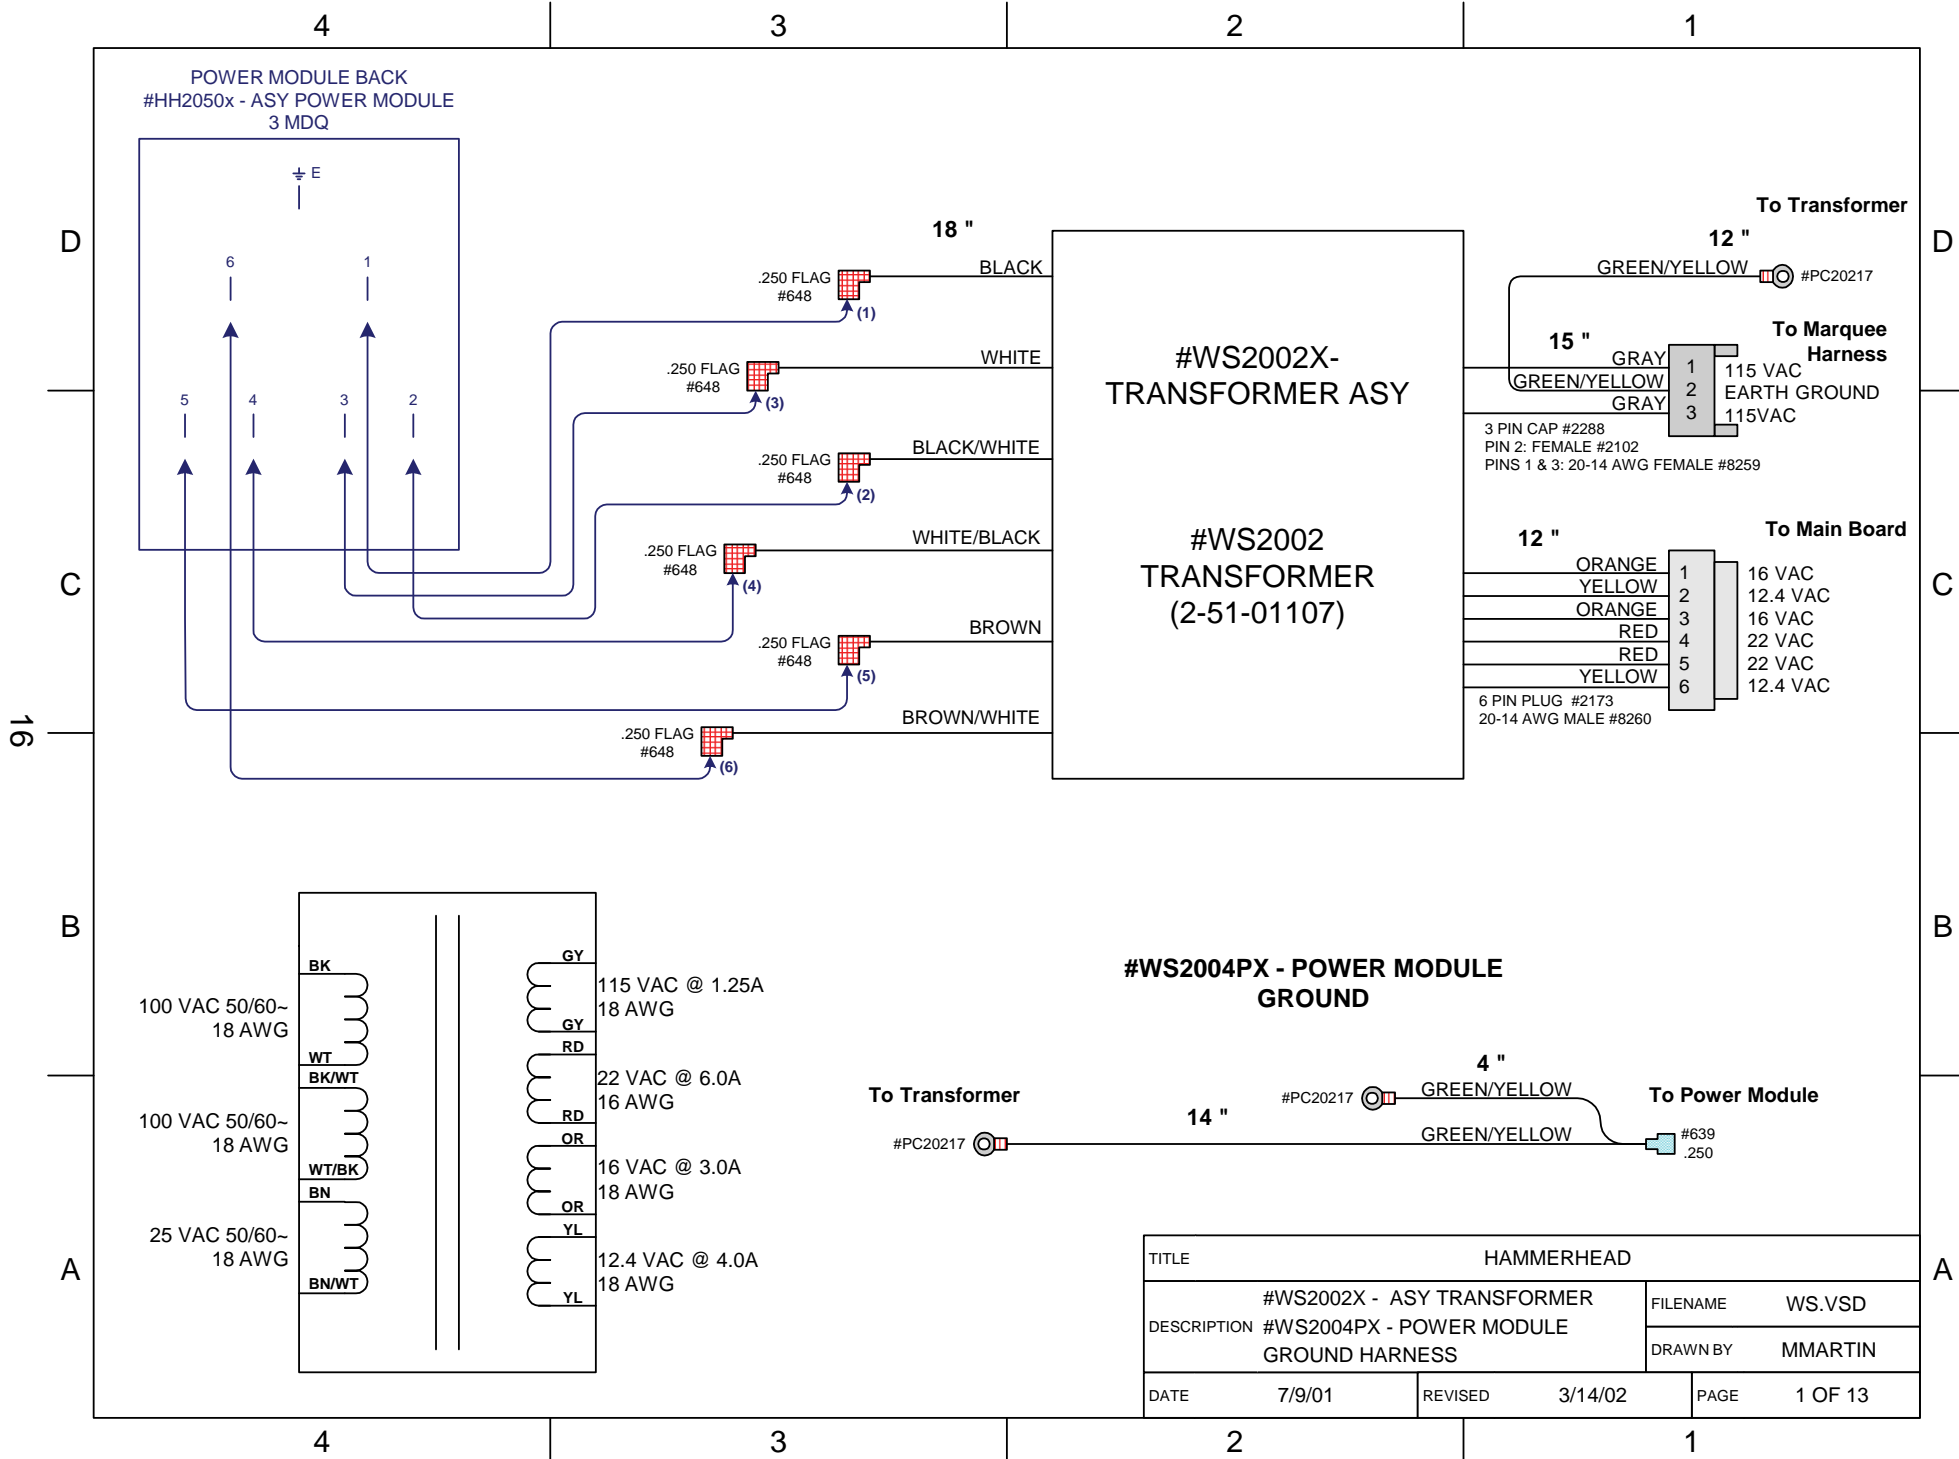 4 3 2 1
POWER MODULE BACK
#HH2050x - ASY POWER MODULE
3 MDQ
E
6 1
5 4 3 2
D
C
B
A
16
18 "
.250 FLAG
#648
(1)
BLACK
.250 FLAG
#648
(3)
WHITE
.250 FLAG
#648
(2)
BLACK/WHITE
.250 FLAG
#648
(4)
WHITE/BLACK
.250 FLAG
#648
(5)
BROWN
.250 FLAG
#648
(6)
BROWN/WHITE
#WS2002X-
TRANSFORMER ASY
#WS2002
TRANSFORMER
(2-51-01107)
To Transformer
12 "
GREEN/YELLOW
#PC20217
To Marquee
Harness
15 "
GRAY 1 115 VAC
GREEN/YELLOW 2 EARTH GROUND
GRAY 3 115VAC
3 PIN CAP #2288
PIN 2: FEMALE #2102
PINS 1 & 3: 20-14 AWG FEMALE #8259
To Main Board
12 "
ORANGE 1 16 VAC
YELLOW 2 12.4 VAC
ORANGE 3 16 VAC
RED 4 22 VAC
RED 5 22 VAC
YELLOW 6 12.4 VAC
6 PIN PLUG #2173
20-14 AWG MALE #8260
D
C
B
A
BK
100 VAC 50/60~
18 AWG
WT
BK/WT
100 VAC 50/60~
18 AWG
WT/BK
BN
25 VAC 50/60~
18 AWG
BN/WT
GY
115 VAC @ 1.25A
18 AWG
GY
RD
22 VAC @ 6.0A
16 AWG
RD
OR
16 VAC @ 3.0A
18 AWG
OR
YL
12.4 VAC @ 4.0A
18 AWG
YL
#WS2004PX - POWER MODULE
GROUND
4 "
To Transformer
#PC20217
GREEN/YELLOW
To Power Module
14 "
#PC20217
GREEN/YELLOW
#639
.250
TITLE HAMMERHEAD
DESCRIPTION
#WS2002X - ASY TRANSFORMER
#WS2004PX - POWER MODULE
GROUND HARNESS
FILENAME WS.VSD
DRAWN BY MMARTIN
DATE 7/9/01 REVISED 3/14/02 PAGE 1 OF 13
4 3 2 1